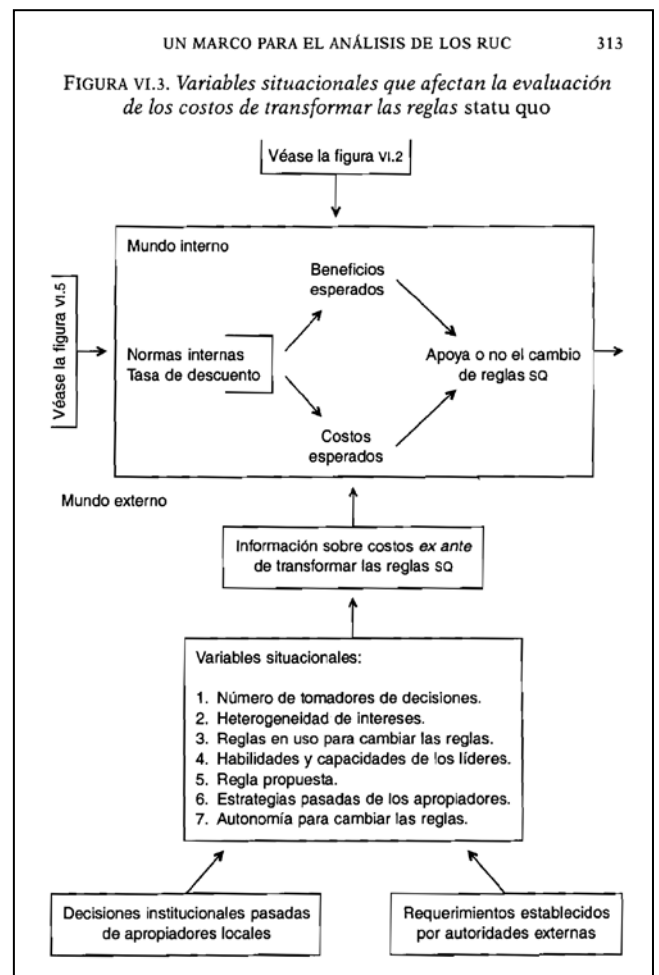 UN MARCO PARA EL ANÁLISIS DE LOS RUC 313
FIGURA VI.3. Variables situacionales que afectan la evaluación
de los costos de transformar las reglas statu quo
Véase la figura VI.2
Mundo interno
Beneficios
esperados
Véase la figura VI.5
Normas internas
Tasa de descuento
Apoya o no el cambio
de reglas SQ
Costos
esperados
Mundo externo
Información sobre costos ex ante
de transformar las reglas SQ
Variables situacionales:
1. Número de tomadores de decisiones.
2. Heterogeneidad de intereses.
3. Reglas en uso para cambiar las reglas.
4. Habilidades y capacidades de los líderes.
5. Regla propuesta.
6. Estrategias pasadas de los apropiadores.
7. Autonomía para cambiar las reglas.
Decisiones institucionales pasadas
de apropiadores locales
Requerimientos establecidos
por autoridades externas